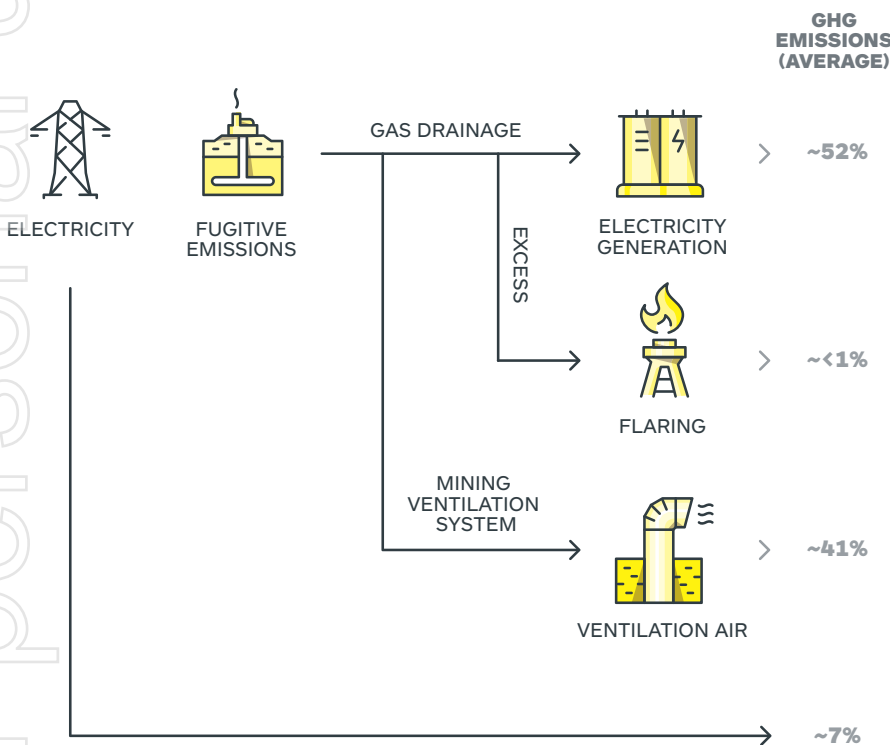 GHG
EMISSIONS
(AVERAGE)
GAS DRAINAGE
~52%
ELECTRICITY
FUGITIVE
EMISSIONS
ELECTRICITY
GENERATION
EXCESS
~<1%
FLARING
MINING
VENTILATION
SYSTEM
~41%
VENTILATION AIR
~7%
personal